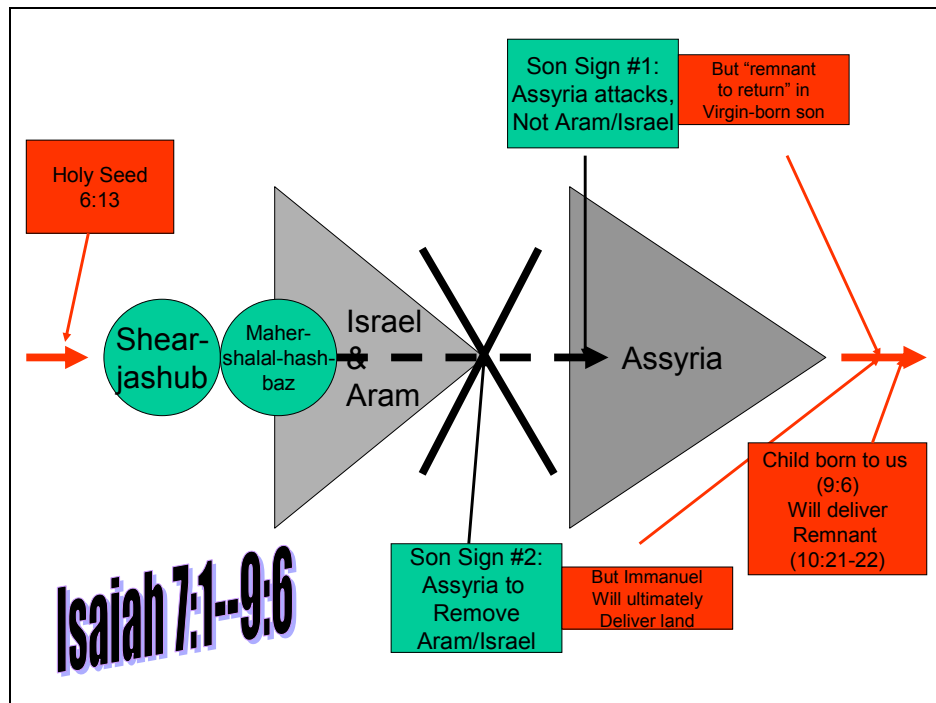 Son Sign #1:
Assyria attacks,
Not Aram/Israel
But “remnant
to return” in
Virgin-born son
Holy Seed
6:13
Shear-
jashub
Maher-
shalal-hash-
baz
Israel
&
Aram
Assyria
Child born to us
(9:6)
Will deliver
Remnant
(10:21-22)
Son Sign #2:
Assyria to
Remove
Aram/Israel
But Immanuel
Will ultimately
Deliver land
Isaiah 7:1--9:6